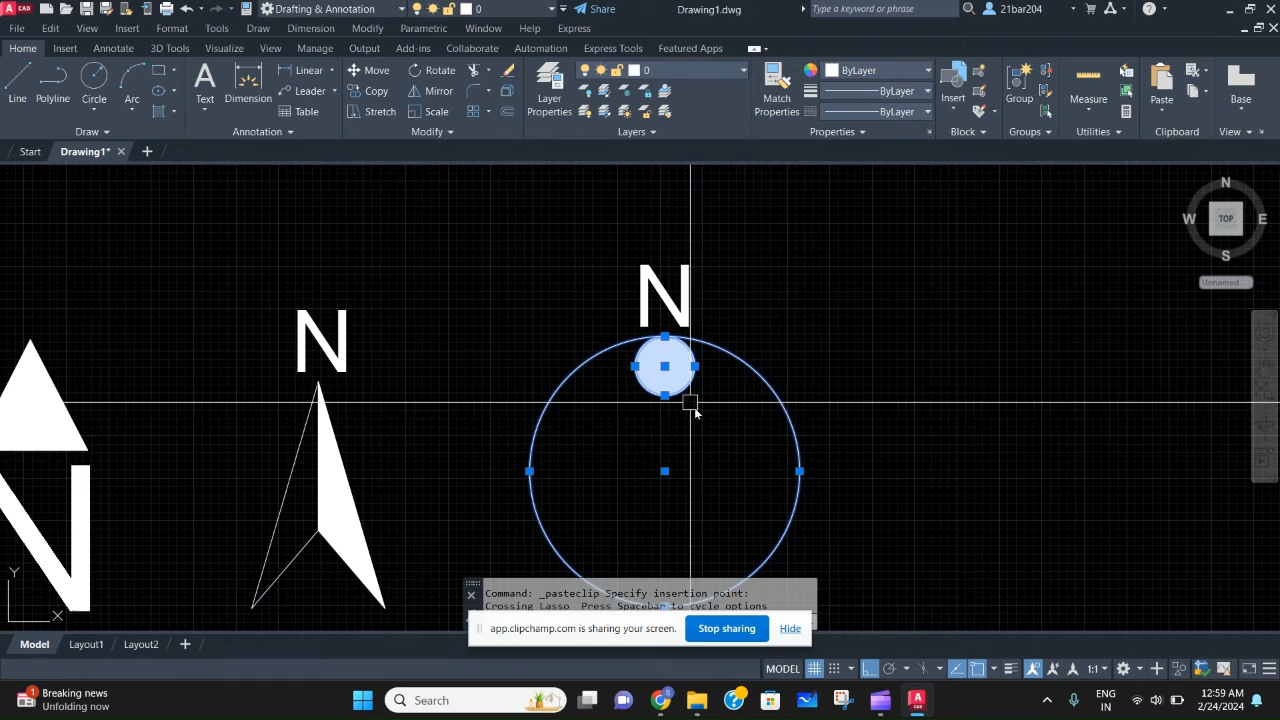 CAD
Drafting & Annotation
0
Share
Drawing1.dwg
Type a keyword or phrase
21bar204
File Edit View Insert Format Tools Draw Dimension Modify Parametric Window Help Express
Home Insert Annotate 3D Tools Visualize View Manage Output Add-ins Collaborate Automation Express Tools Featured Apps
Line Polyline Circle Arc Text Dimension Linear Leader Table
Move Rotate
Copy Mirror
Stretch Scale
Layer Properties
0
Match Properties
ByLayer
ByLayer
ByLayer
Insert Group Measure Paste Base
Draw Annotation Modify Layers Properties Block Groups Utilities Clipboard View
Start Drawing1*
N
W TOP E
S
Unnamed
N
N
N
Y
X
Command: _pasteclip Specify insertion point:
Crossing Lasso Press Spacebar to cycle options
app.clipchamp.com is sharing your screen. Stop sharing Hide
Model Layout1 Layout2
MODEL 1:1
1 Breaking news
Unfolding now
Search
ENG
IN
12:59 AM
2/24/2024